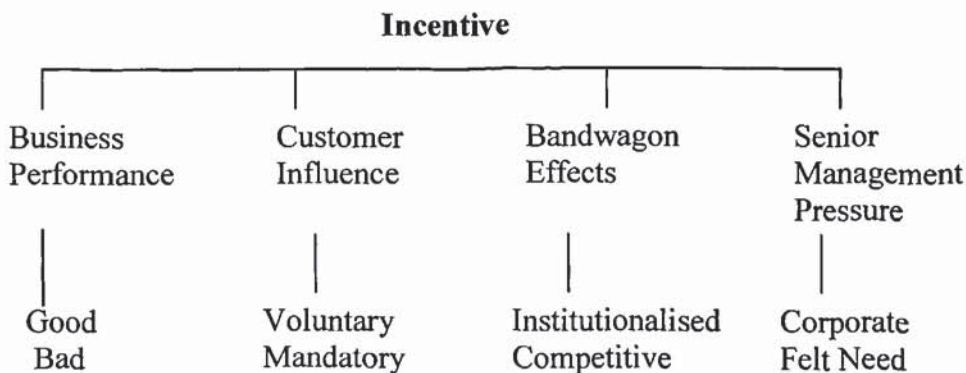 Incentive
Business
Performance
Customer
Influence
Bandwagon
Effects
Senior
Management
Pressure
Good
Bad
Voluntary
Mandatory
Institutionalised
Competitive
Corporate
Felt Need